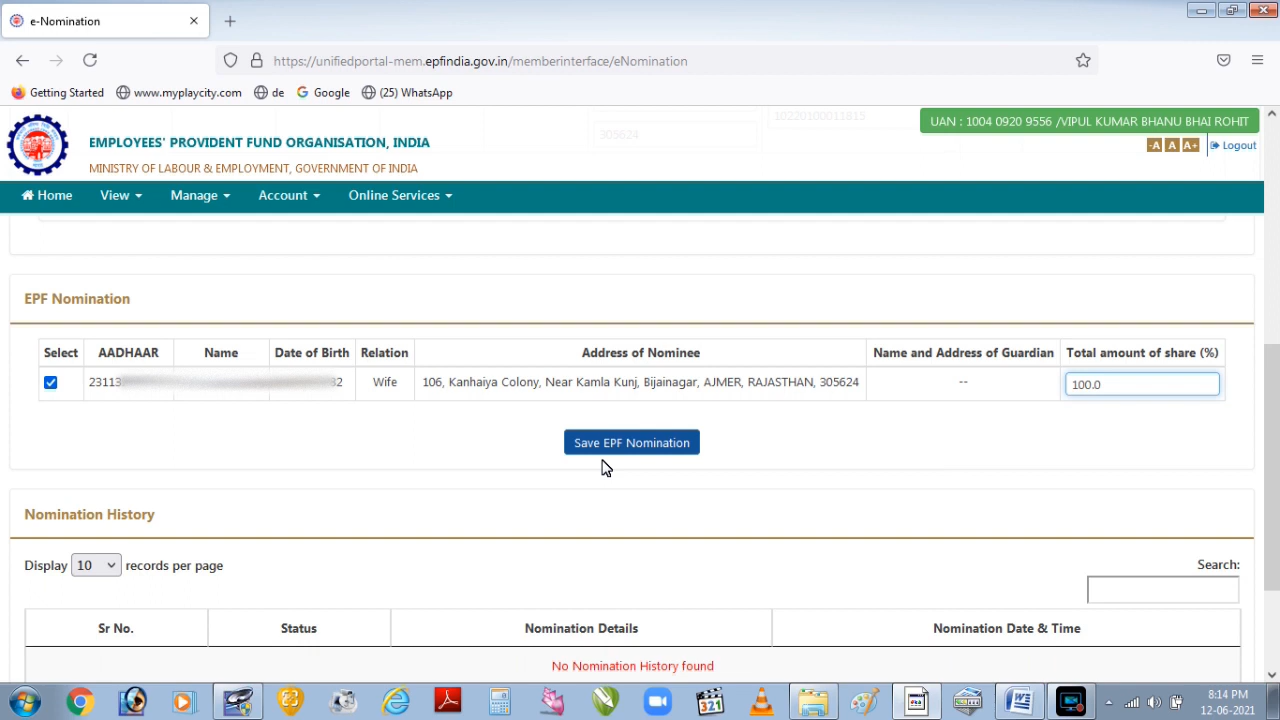 e-Nomination
https://unifiedportal-mem.epfindia.gov.in/memberinterface/eNomination
Getting Started www.myplaycity.com de Google (25) WhatsApp
305624 10220100011813
UAN : 1004 0920 9556 /VIPUL KUMAR BHANU BHAI ROHIT
EMPLOYEES' PROVIDENT FUND ORGANISATION, INDIA
-A A A+ Logout
MINISTRY OF LABOUR & EMPLOYMENT, GOVERNMENT OF INDIA
Home View Manage Account Online Services
EPF Nomination
Select AADHAAR Name Date of Birth Relation Address of Nominee Name and Address of Guardian Total amount of share (%)
23113 82 Wife 106, Kanhaiya Colony, Near Kamla Kunj, Bijainagar, AJMER, RAJASTHAN, 305624 -- 100.0
Save EPF Nomination
Nomination History
Display 10 records per page
Search:
Sr No. Status Nomination Details Nomination Date & Time
No Nomination History found
321
8:14 PM
12-06-2021